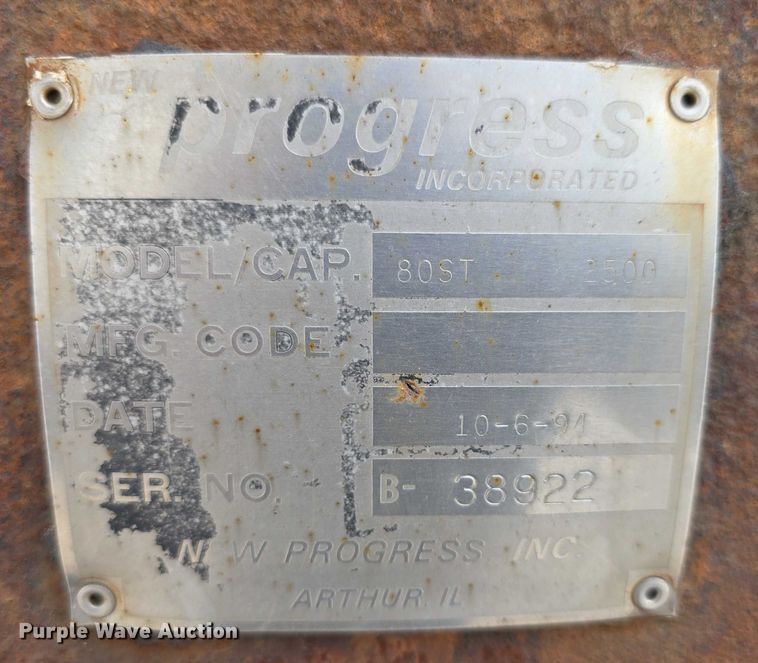 NEW
progress
INCORPORATED
MODEL/CAP. 80ST 2500
MFG. CODE
DATE 10-6-94
SER. NO. B- 38922
NEW PROGRESS INC.
ARTHUR, IL
Purple Wave Auction